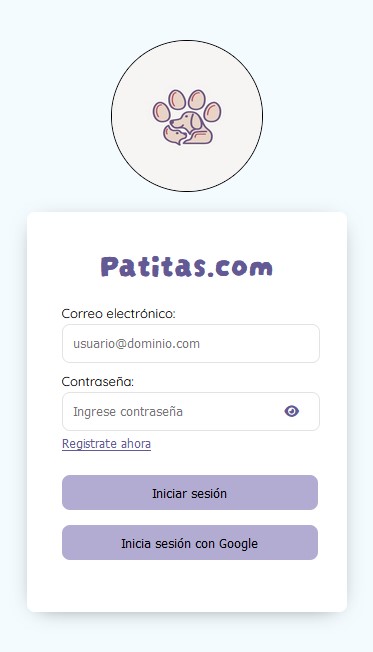 Patitas.com
Correo electrónico:
usuario@dominio.com
Contraseña:
Ingrese contraseña
Registrate ahora
Iniciar sesión
Inicia sesión con Google